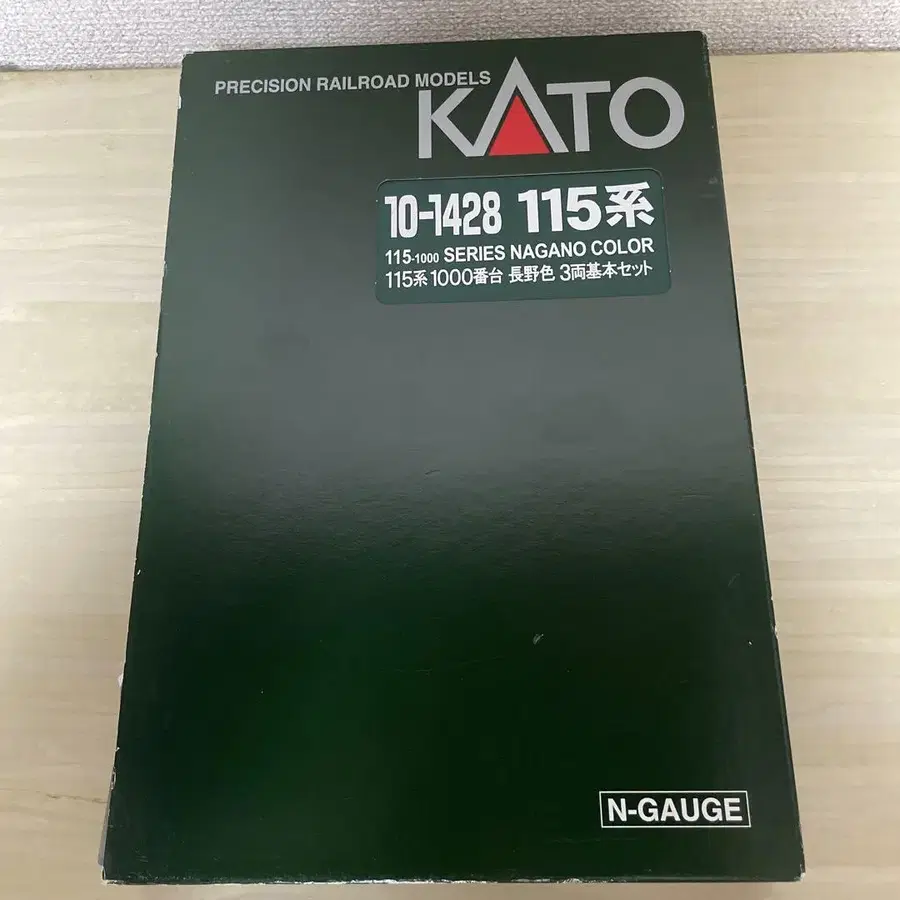 PRECISION RAILROAD MODELS
KATO
10-1428 115系
115-1000 SERIES NAGANO COLOR
115系 1000番台 長野色 3両基本セット
N-GAUGE